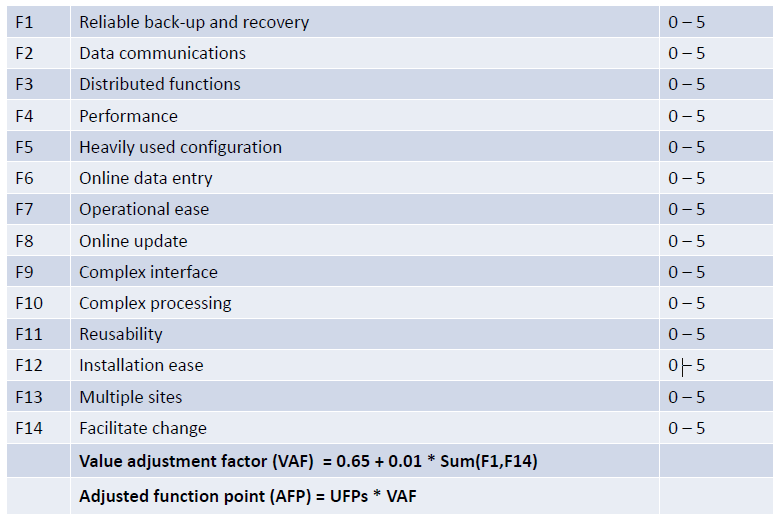 F1 Reliable back-up and recovery 0 – 5
F2 Data communications 0 – 5
F3 Distributed functions 0 – 5
F4 Performance 0 – 5
F5 Heavily used configuration 0 – 5
F6 Online data entry 0 – 5
F7 Operational ease 0 – 5
F8 Online update 0 – 5
F9 Complex interface 0 – 5
F10 Complex processing 0 – 5
F11 Reusability 0 – 5
F12 Installation ease 0 – 5
F13 Multiple sites 0 – 5
F14 Facilitate change 0 – 5
Value adjustment factor (VAF) = 0.65 + 0.01 * Sum(F1,F14)
Adjusted function point (AFP) = UFPs * VAF